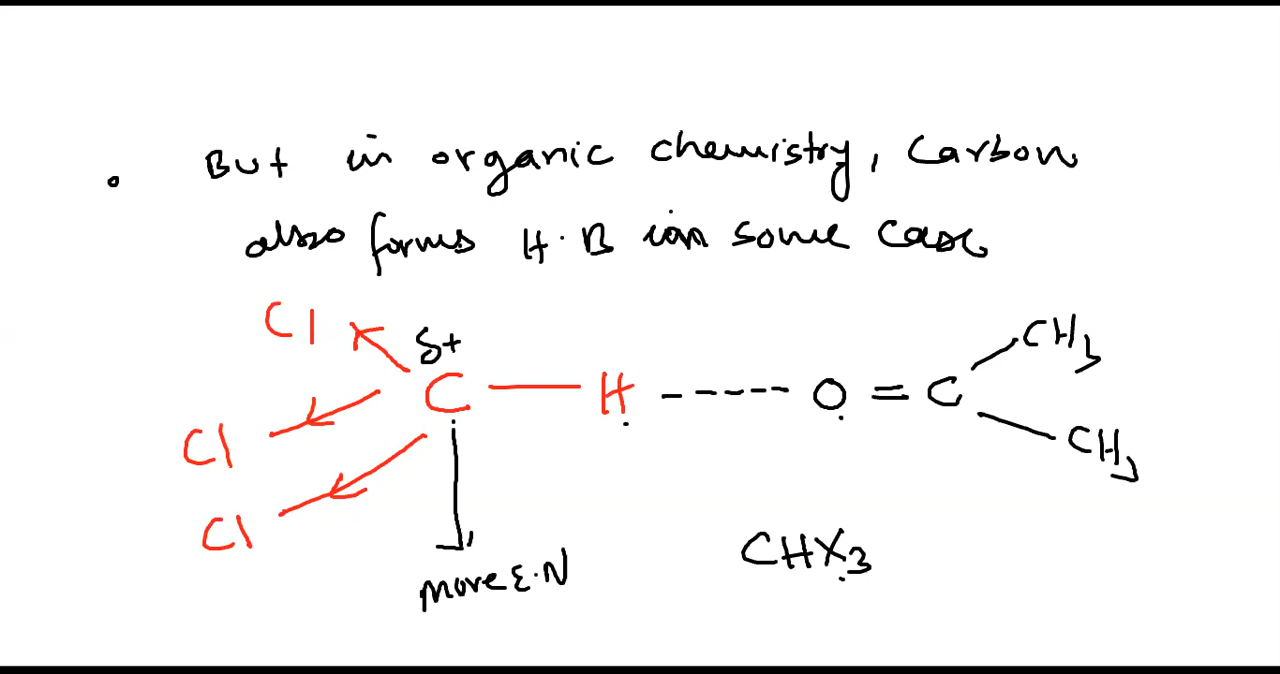 But in organic chemistry, Carbon
also forms H.B in some case
Cl
δ+
CH3
C — H ----- O = C
Cl
CH3
Cl
more E.N
CHX3